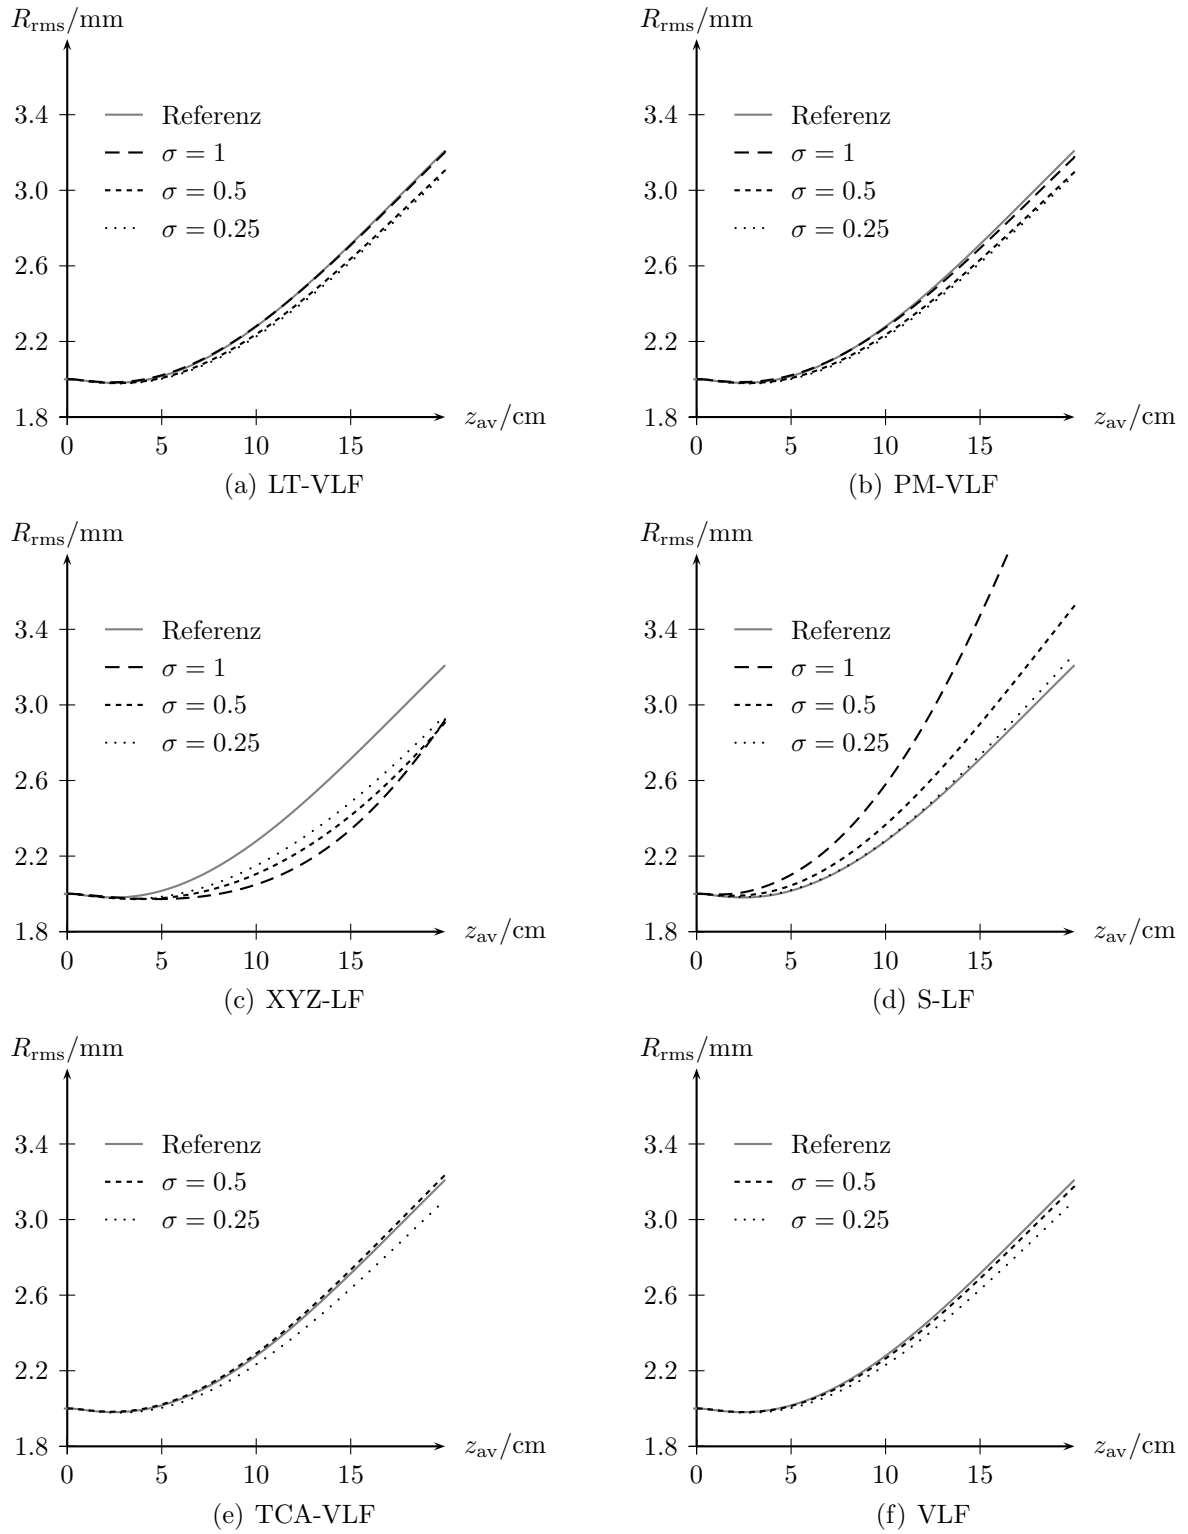 R_rms/mm
3.4
3.0
2.6
2.2
1.8
Referenz
σ = 1
σ = 0.5
σ = 0.25
0 5 10 15
z_av/cm
(a) LT-VLF
R_rms/mm
3.4
3.0
2.6
2.2
1.8
Referenz
σ = 1
σ = 0.5
σ = 0.25
0 5 10 15
z_av/cm
(b) PM-VLF
R_rms/mm
3.4
3.0
2.6
2.2
1.8
Referenz
σ = 1
σ = 0.5
σ = 0.25
0 5 10 15
z_av/cm
(c) XYZ-LF
R_rms/mm
3.4
3.0
2.6
2.2
1.8
Referenz
σ = 1
σ = 0.5
σ = 0.25
0 5 10 15
z_av/cm
(d) S-LF
R_rms/mm
3.4
3.0
2.6
2.2
1.8
Referenz
σ = 0.5
σ = 0.25
0 5 10 15
z_av/cm
(e) TCA-VLF
R_rms/mm
3.4
3.0
2.6
2.2
1.8
Referenz
σ = 0.5
σ = 0.25
0 5 10 15
z_av/cm
(f) VLF